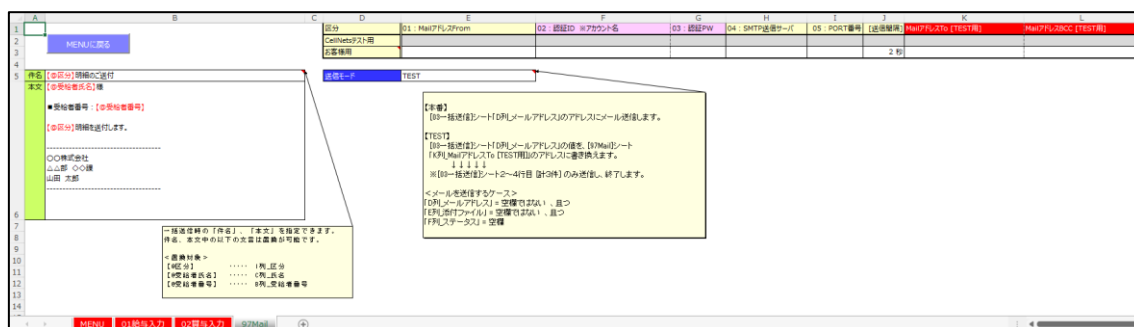 A B C D E F G H I J K L
1 区分 01：MailアドレスFrom 02：認証ID ※アカウント名 03：認証PW 04：SMTP送信サーバ 05：PORT番号 [送信間隔] MailアドレスTo [TEST用] MailアドレスBCC [TEST用]
2 MENUに戻る CellNetsテスト用
3 お客様用 2 秒
4
5 件名 【@区分】明細のご送付 送信モード TEST
本文 【@受給者氏名】様
■受給者番号：【@受給者番号】
【@区分】明細を送付します。
----------------------------------
〇〇株式会社
△△部 ◇◇課
山田 太郎
----------------------------------
6
【本番】
[03一括送信]シート「D列_メールアドレス」のアドレスにメール送信します。
【TEST】
[03一括送信]シート「D列_メールアドレス」の値を、[97Mail]シート
「K列_MailアドレスTo [TEST用]」のアドレスに書き換えます。
↓↓↓↓↓
※[03一括送信]シート2～4行目 [計3件] のみ送信し、終了します。
＜メールを送信するケース＞
「D列_メールアドレス」= 空欄ではない 、且つ
「E列_添付ファイル」= 空欄ではない 、且つ
「F列_ステータス」= 空欄
7
8
9
10
11
12
13
14
一括送信時の「件名」、「本文」を指定できます。
件名、本文中の以下の文言は置換が可能です。
＜置換対象＞
【@区分】 ‥‥‥ I列_区分
【@受給者氏名】 ‥‥‥ C列_氏名
【@受給者番号】 ‥‥‥ B列_受給者番号
MENU 01給与入力 02賞与入力 97Mail